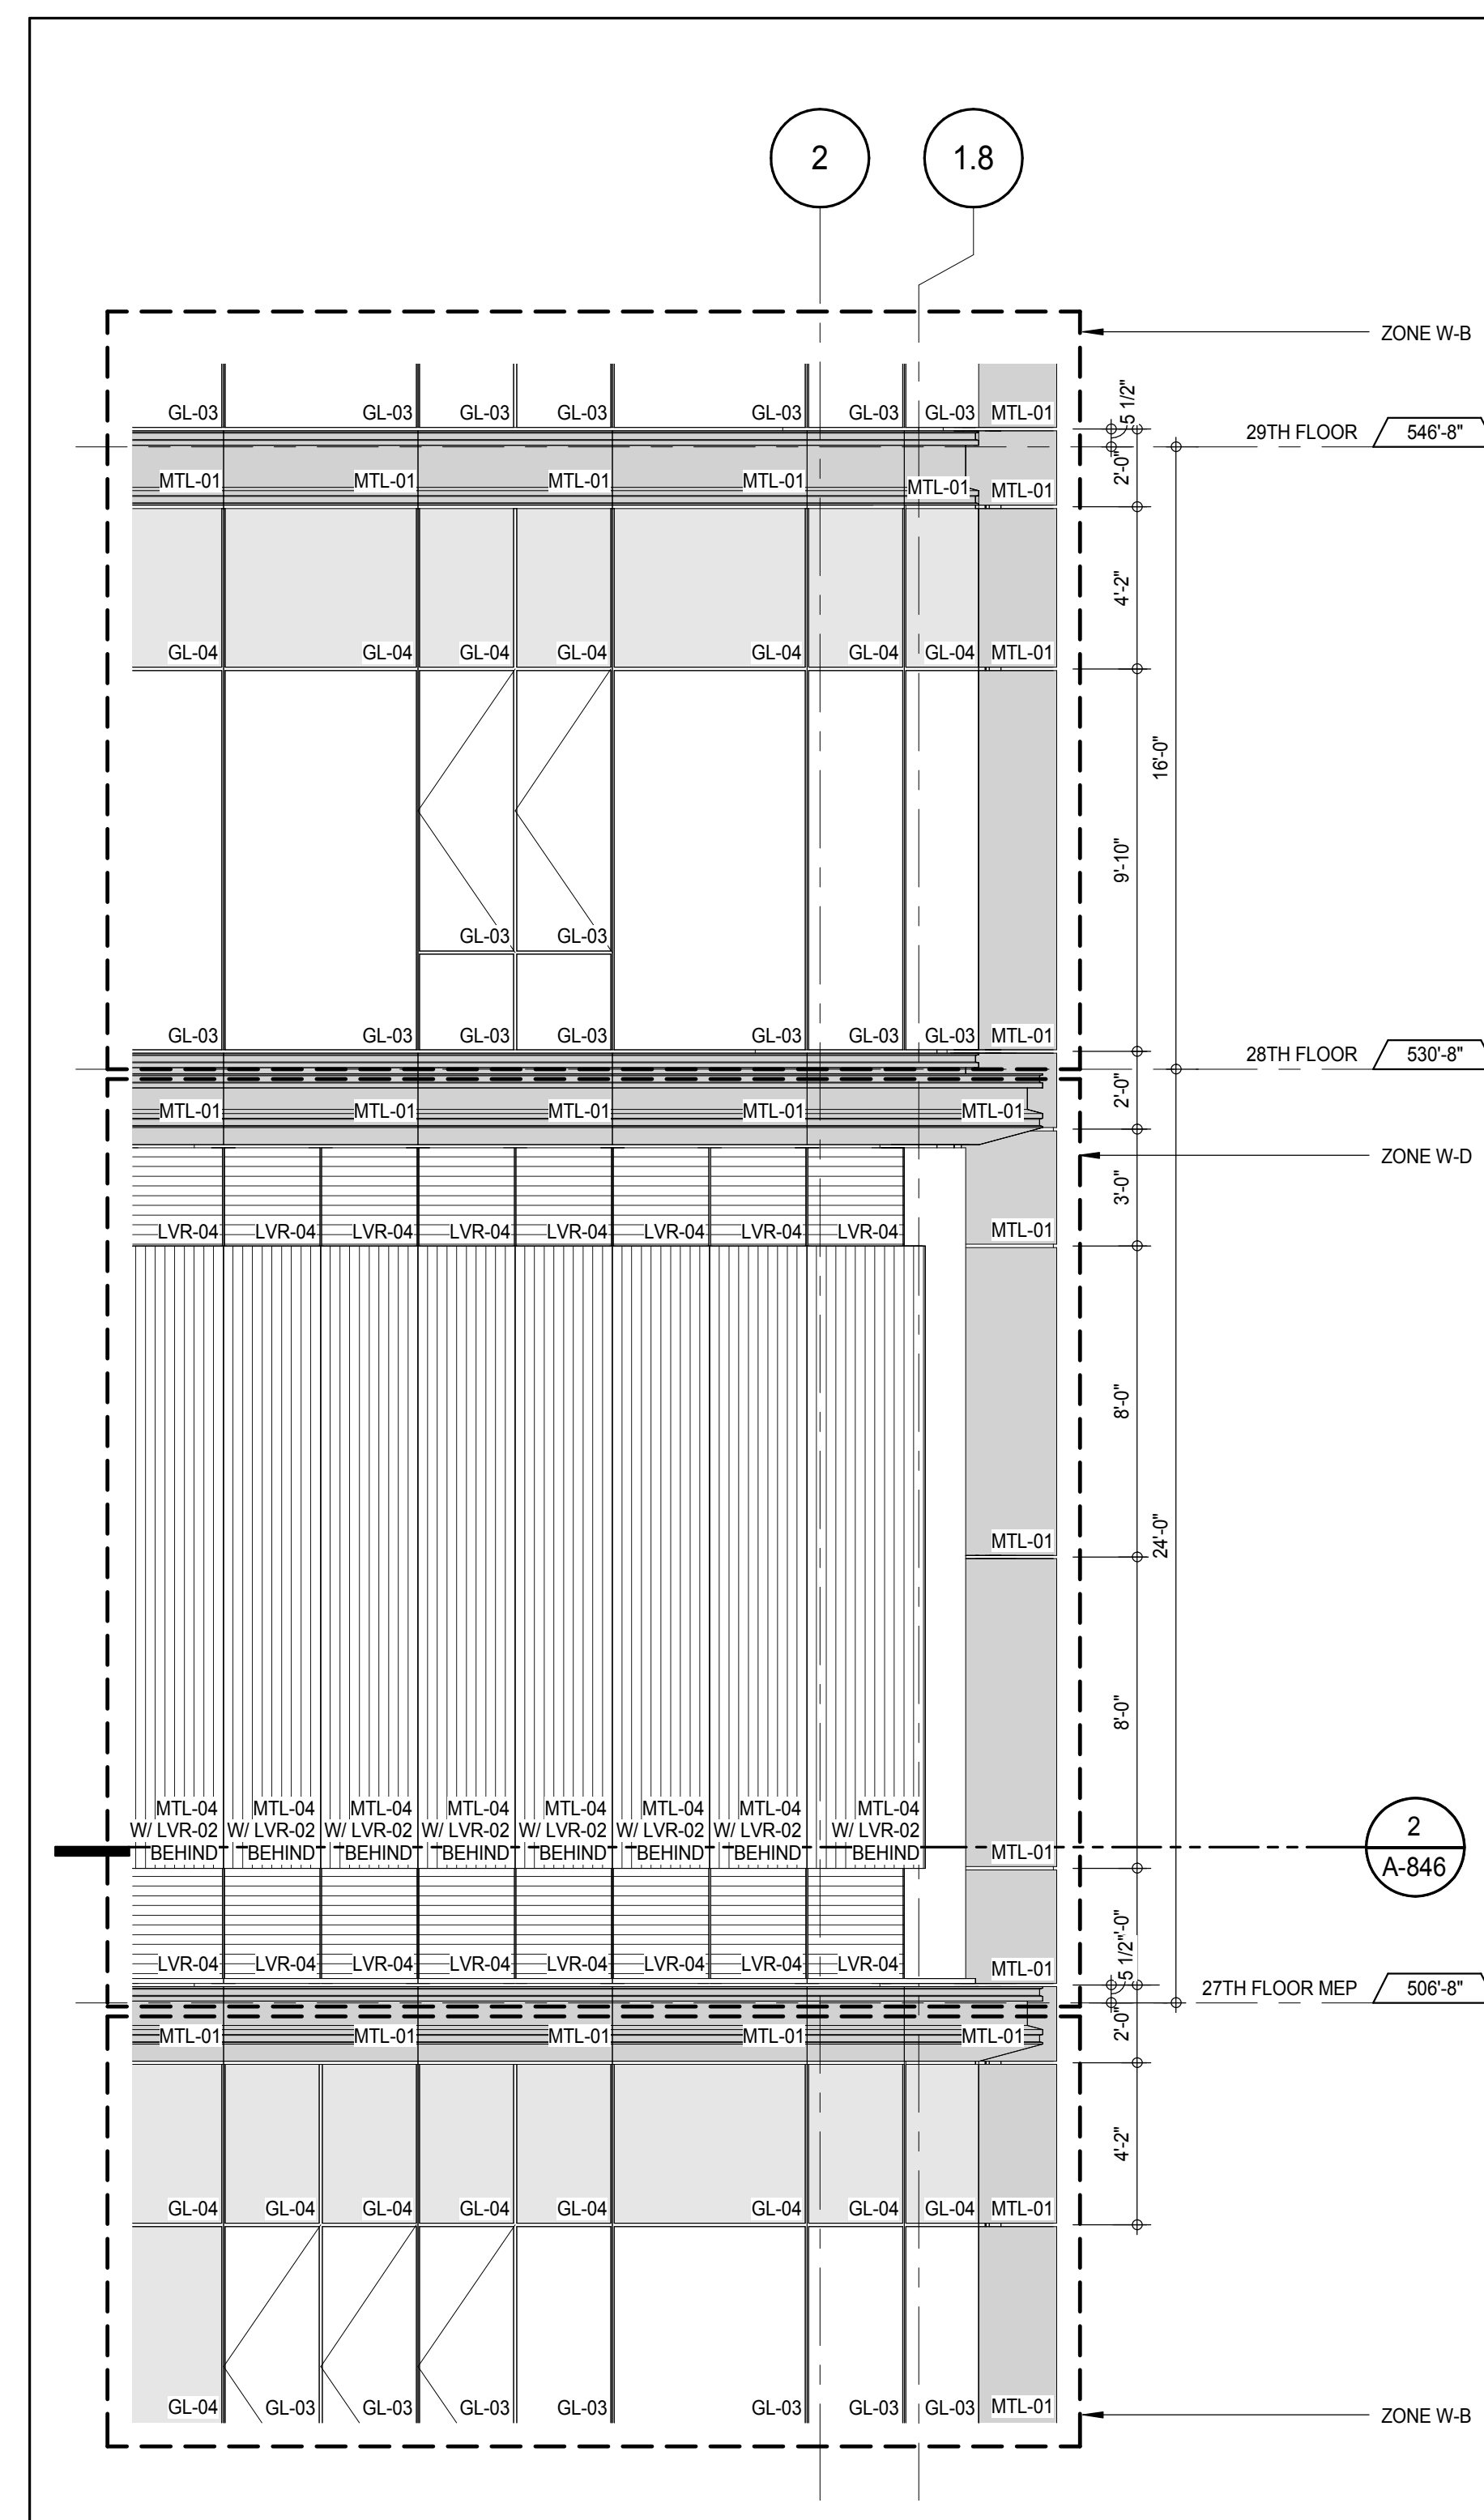 2 1.8
ZONE W-B
5 1/2"
GL-03 GL-03 GL-03 GL-03 GL-03 GL-03 GL-03 MTL-01
29TH FLOOR 546'-8"
2'-0"
MTL-01 MTL-01 MTL-01 MTL-01 MTL-01 MTL-01
4'-2"
GL-04 GL-04 GL-04 GL-04 GL-04 GL-04 GL-04 MTL-01
16'-0"
9'-10"
GL-03 GL-03
GL-03 GL-03 GL-03 GL-03 GL-03 GL-03 GL-03 MTL-01
28TH FLOOR 530'-8"
2'-0"
MTL-01 MTL-01 MTL-01 MTL-01 MTL-01
ZONE W-D
3'-0"
LVR-04 LVR-04 LVR-04 LVR-04 LVR-04 LVR-04 LVR-04 LVR-04 MTL-01
8'-0"
24'-0"
MTL-01
8'-0"
MTL-04 MTL-04 MTL-04 MTL-04 MTL-04 MTL-04 MTL-04 MTL-04
W/ LVR-02 W/ LVR-02 W/ LVR-02 W/ LVR-02 W/ LVR-02 W/ LVR-02 W/ LVR-02 W/ LVR-02
BEHIND BEHIND BEHIND BEHIND BEHIND BEHIND BEHIND BEHIND MTL-01
2
A-846
5 1/2"
LVR-04 LVR-04 LVR-04 LVR-04 LVR-04 LVR-04 LVR-04 LVR-04 MTL-01
27TH FLOOR MEP 506'-8"
2'-0"
MTL-01 MTL-01 MTL-01 MTL-01 MTL-01
4'-2"
GL-04 GL-04 GL-04 GL-04 GL-04 GL-04 GL-04 GL-04 MTL-01
GL-04 GL-03 GL-03 GL-03 GL-03 GL-03 GL-03 GL-03 MTL-01
ZONE W-B